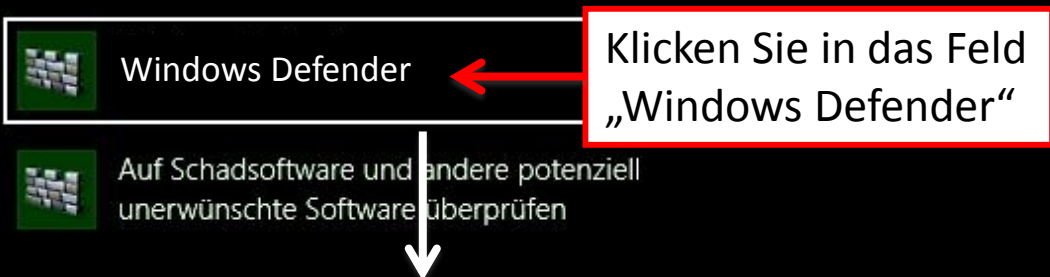 Windows Defender
Klicken Sie in das Feld
„Windows Defender“
Auf Schadsoftware und andere potenziell
unerwünschte Software überprüfen